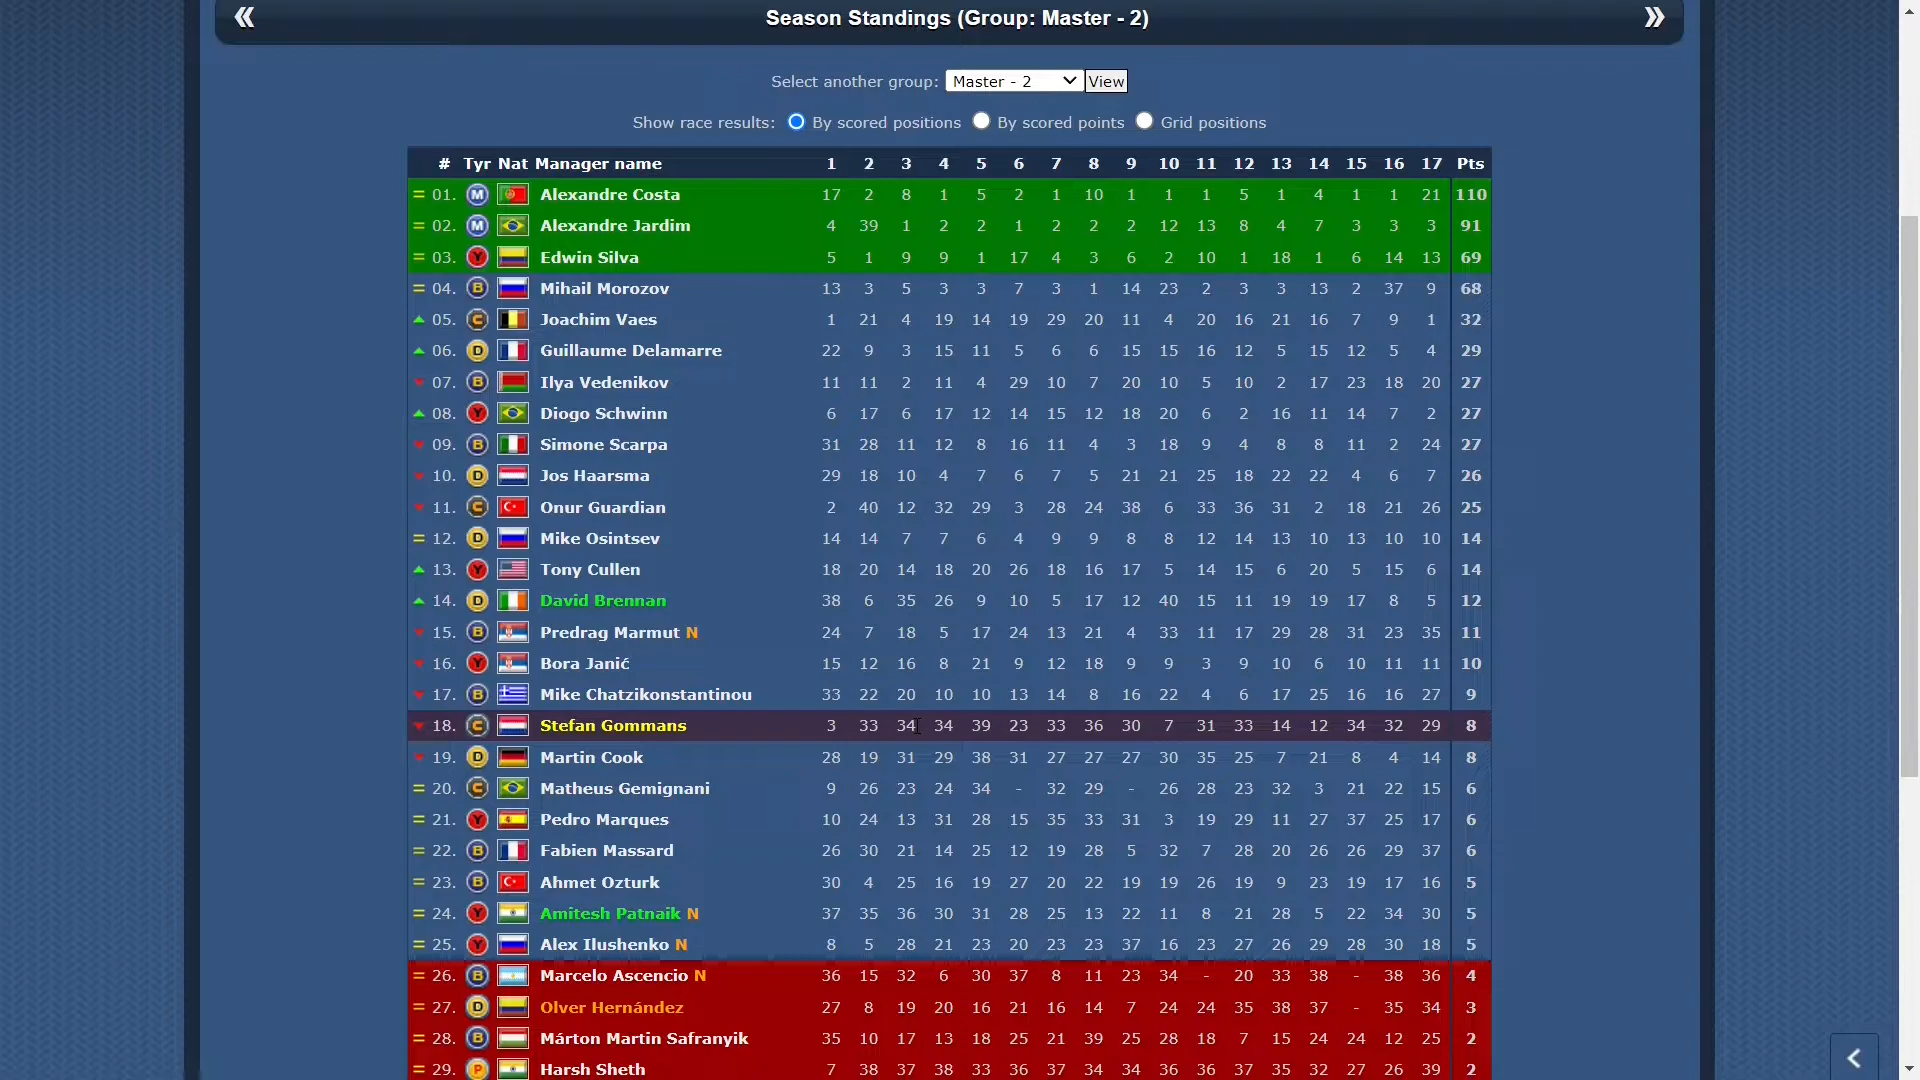 « Season Standings (Group: Master - 2) »
Select another group: Master - 2 View
Show race results: By scored positions By scored points Grid positions
# Tyr Nat Manager name 1 2 3 4 5 6 7 8 9 10 11 12 13 14 15 16 17 Pts
= 01. M Alexandre Costa 17 2 8 1 5 2 1 10 1 1 1 5 1 4 1 1 21 110
= 02. M Alexandre Jardim 4 39 1 2 2 1 2 2 2 12 13 8 4 7 3 3 3 91
= 03. Y Edwin Silva 5 1 9 9 1 17 4 3 6 2 10 1 18 1 6 14 13 69
= 04. B Mihail Morozov 13 3 5 3 3 7 3 1 14 23 2 3 3 13 2 37 9 68
05. C Joachim Vaes 1 21 4 19 14 19 29 20 11 4 20 16 21 16 7 9 1 32
06. D Guillaume Delamarre 22 9 3 15 11 5 6 6 15 15 16 12 5 15 12 5 4 29
07. B Ilya Vedenikov 11 11 2 11 4 29 10 7 20 10 5 10 2 17 23 18 20 27
08. Y Diogo Schwinn 6 17 6 17 12 14 15 12 18 20 6 2 16 11 14 7 2 27
09. B Simone Scarpa 31 28 11 12 8 16 11 4 3 18 9 4 8 8 11 2 24 27
10. D Jos Haarsma 29 18 10 4 7 6 7 5 21 21 25 18 22 22 4 6 7 26
11. C Onur Guardian 2 40 12 32 29 3 28 24 38 6 33 36 31 2 18 21 26 25
= 12. D Mike Osintsev 14 14 7 7 6 4 9 9 8 8 12 14 13 10 13 10 10 14
13. Y Tony Cullen 18 20 14 18 20 26 18 16 17 5 14 15 6 20 5 15 6 14
14. D David Brennan 38 6 35 26 9 10 5 17 12 40 15 11 19 19 17 8 5 12
15. B Predrag Marmut N 24 7 18 5 17 24 13 21 4 33 11 17 29 28 31 23 35 11
16. Y Bora Janić 15 12 16 8 21 9 12 18 9 9 3 9 10 6 10 11 11 10
17. B Mike Chatzikonstantinou 33 22 20 10 10 13 14 8 16 22 4 6 17 25 16 16 27 9
18. C Stefan Gommans 3 33 34 34 39 23 33 36 30 7 31 33 14 12 34 32 29 8
19. D Martin Cook 28 19 31 29 38 31 27 27 27 30 35 25 7 21 8 4 14 8
= 20. C Matheus Gemignani 9 26 23 24 34 - 32 29 - 26 28 23 32 3 21 22 15 6
= 21. Y Pedro Marques 10 24 13 31 28 15 35 33 31 3 19 29 11 27 37 25 17 6
= 22. B Fabien Massard 26 30 21 14 25 12 19 28 5 32 7 28 20 26 26 29 37 6
= 23. B Ahmet Ozturk 30 4 25 16 19 27 20 22 19 19 26 19 9 23 19 17 16 5
= 24. Y Amitesh Patnaik N 37 35 36 30 31 28 25 13 22 11 8 21 28 5 22 34 30 5
= 25. Y Alex Ilushenko N 8 5 28 21 23 20 23 23 37 16 23 27 26 29 28 30 18 5
= 26. B Marcelo Ascencio N 36 15 32 6 30 37 8 11 23 34 - 20 33 38 - 38 36 4
= 27. D Olver Hernández 27 8 19 20 16 21 16 14 7 24 24 35 38 37 - 35 34 3
= 28. B Márton Martin Safranyik 35 10 17 13 18 25 21 39 25 28 18 7 15 24 24 12 25 2
= 29. P Harsh Sheth 7 38 37 38 33 36 37 34 34 36 36 37 35 32 27 26 39 2